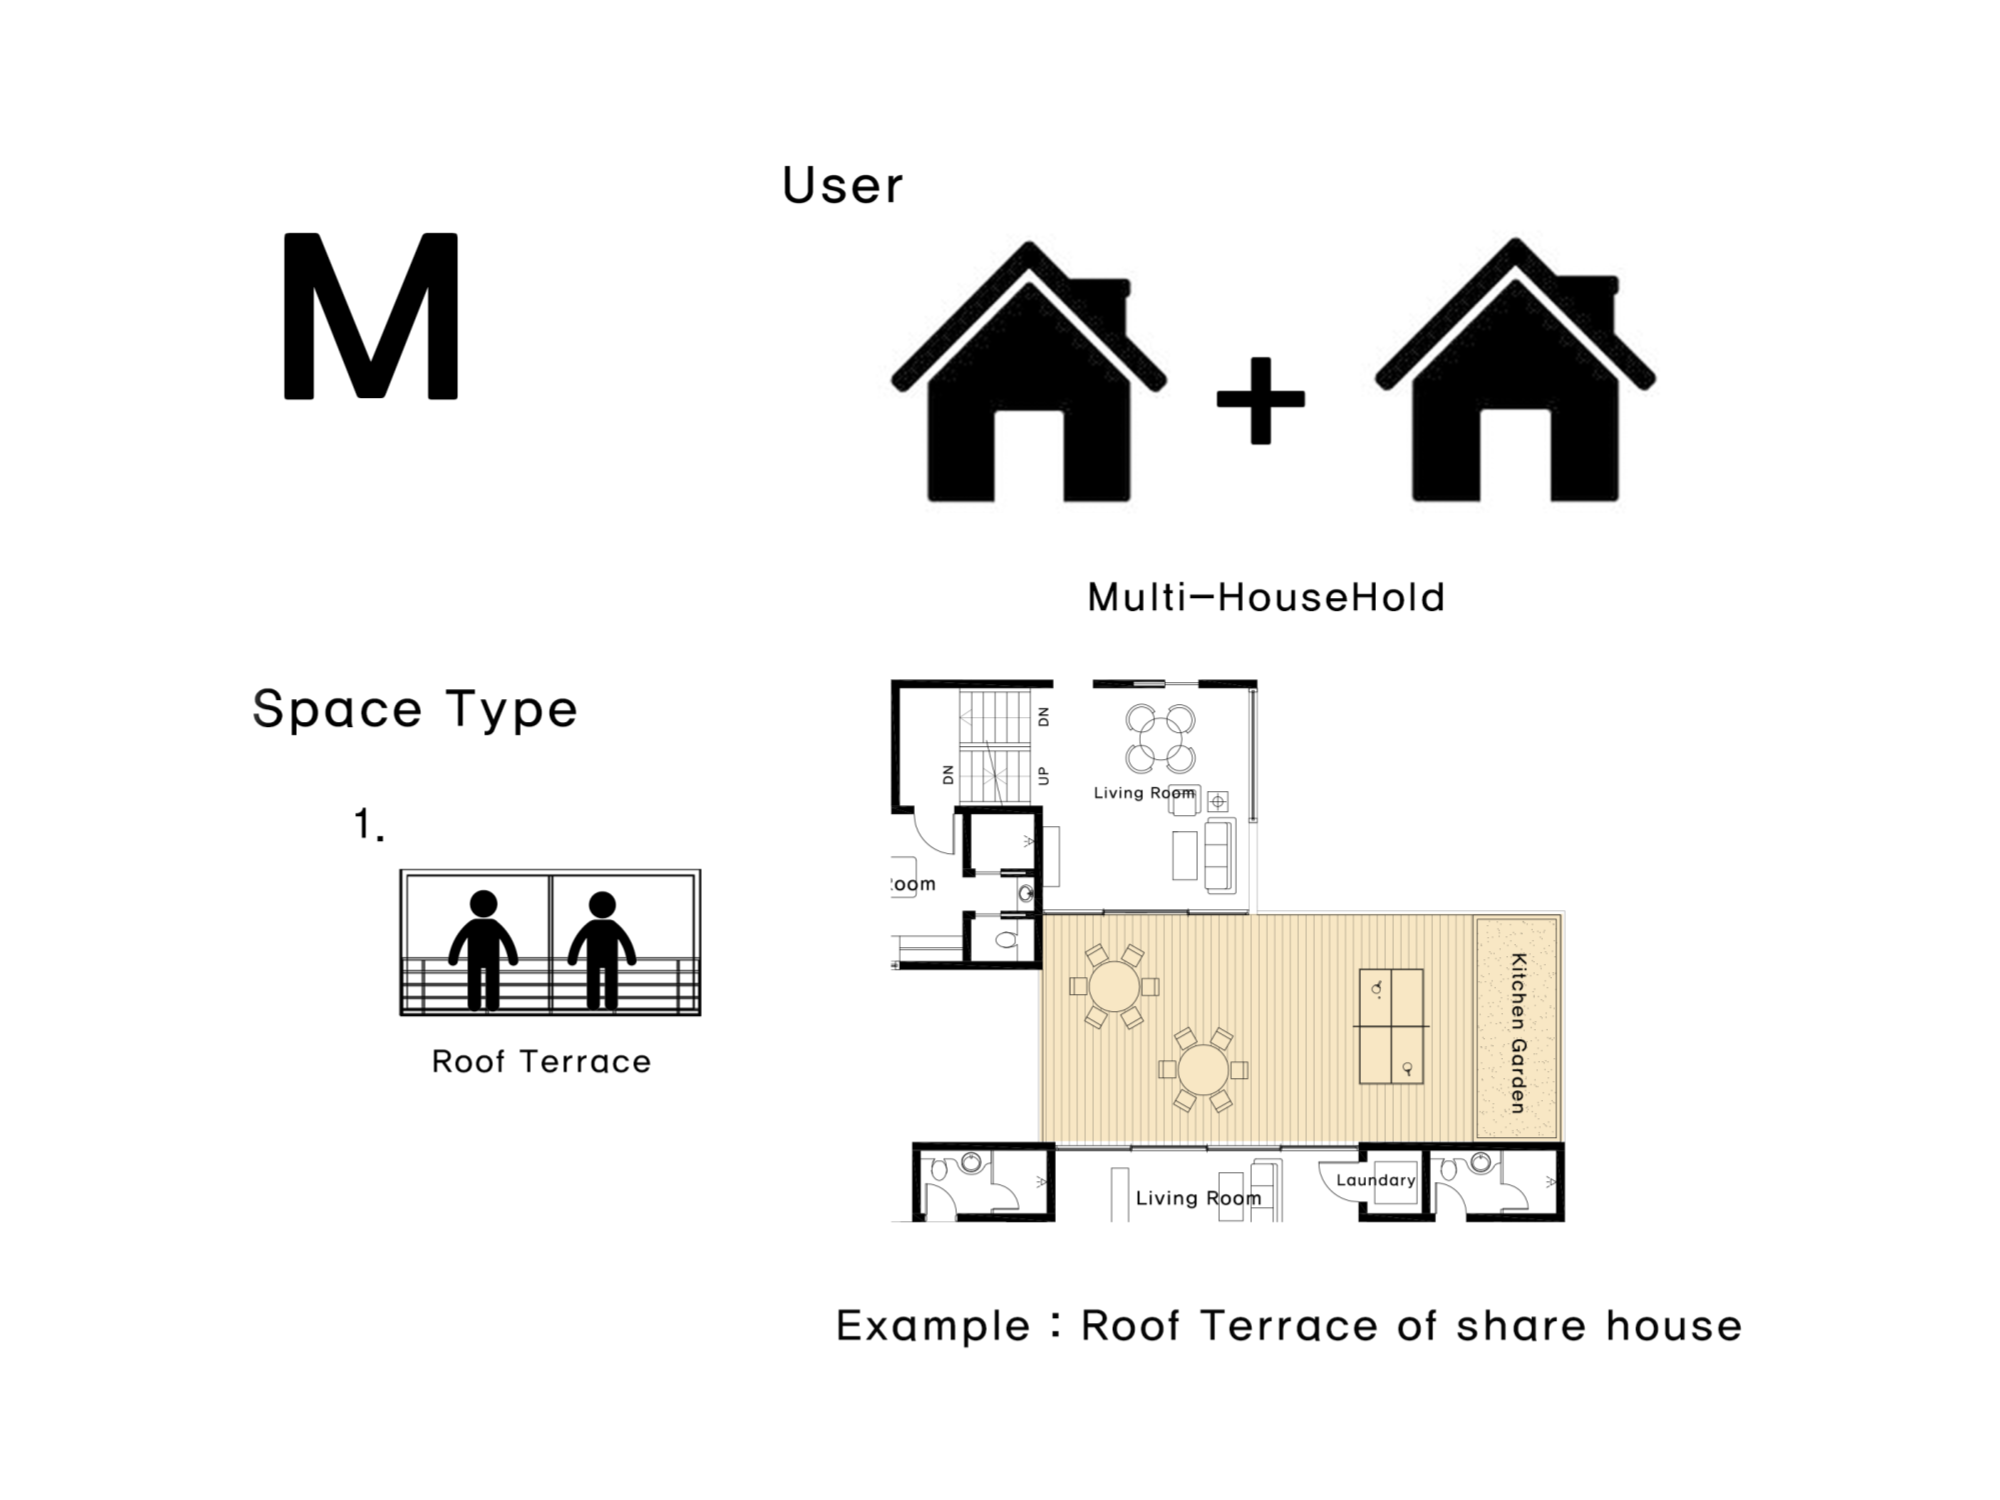 User
M
Multi-HouseHold
Space Type
1.
Roof Terrace
DN
DN
UP
Living Room
Room
Kitchen Garden
Living Room
Laundary
Example : Roof Terrace of share house